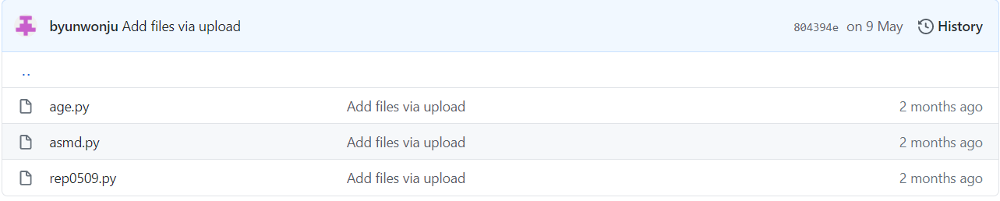 byunwonju Add files via upload 804394e on 9 May History
..
age.py Add files via upload 2 months ago
asmd.py Add files via upload 2 months ago
rep0509.py Add files via upload 2 months ago